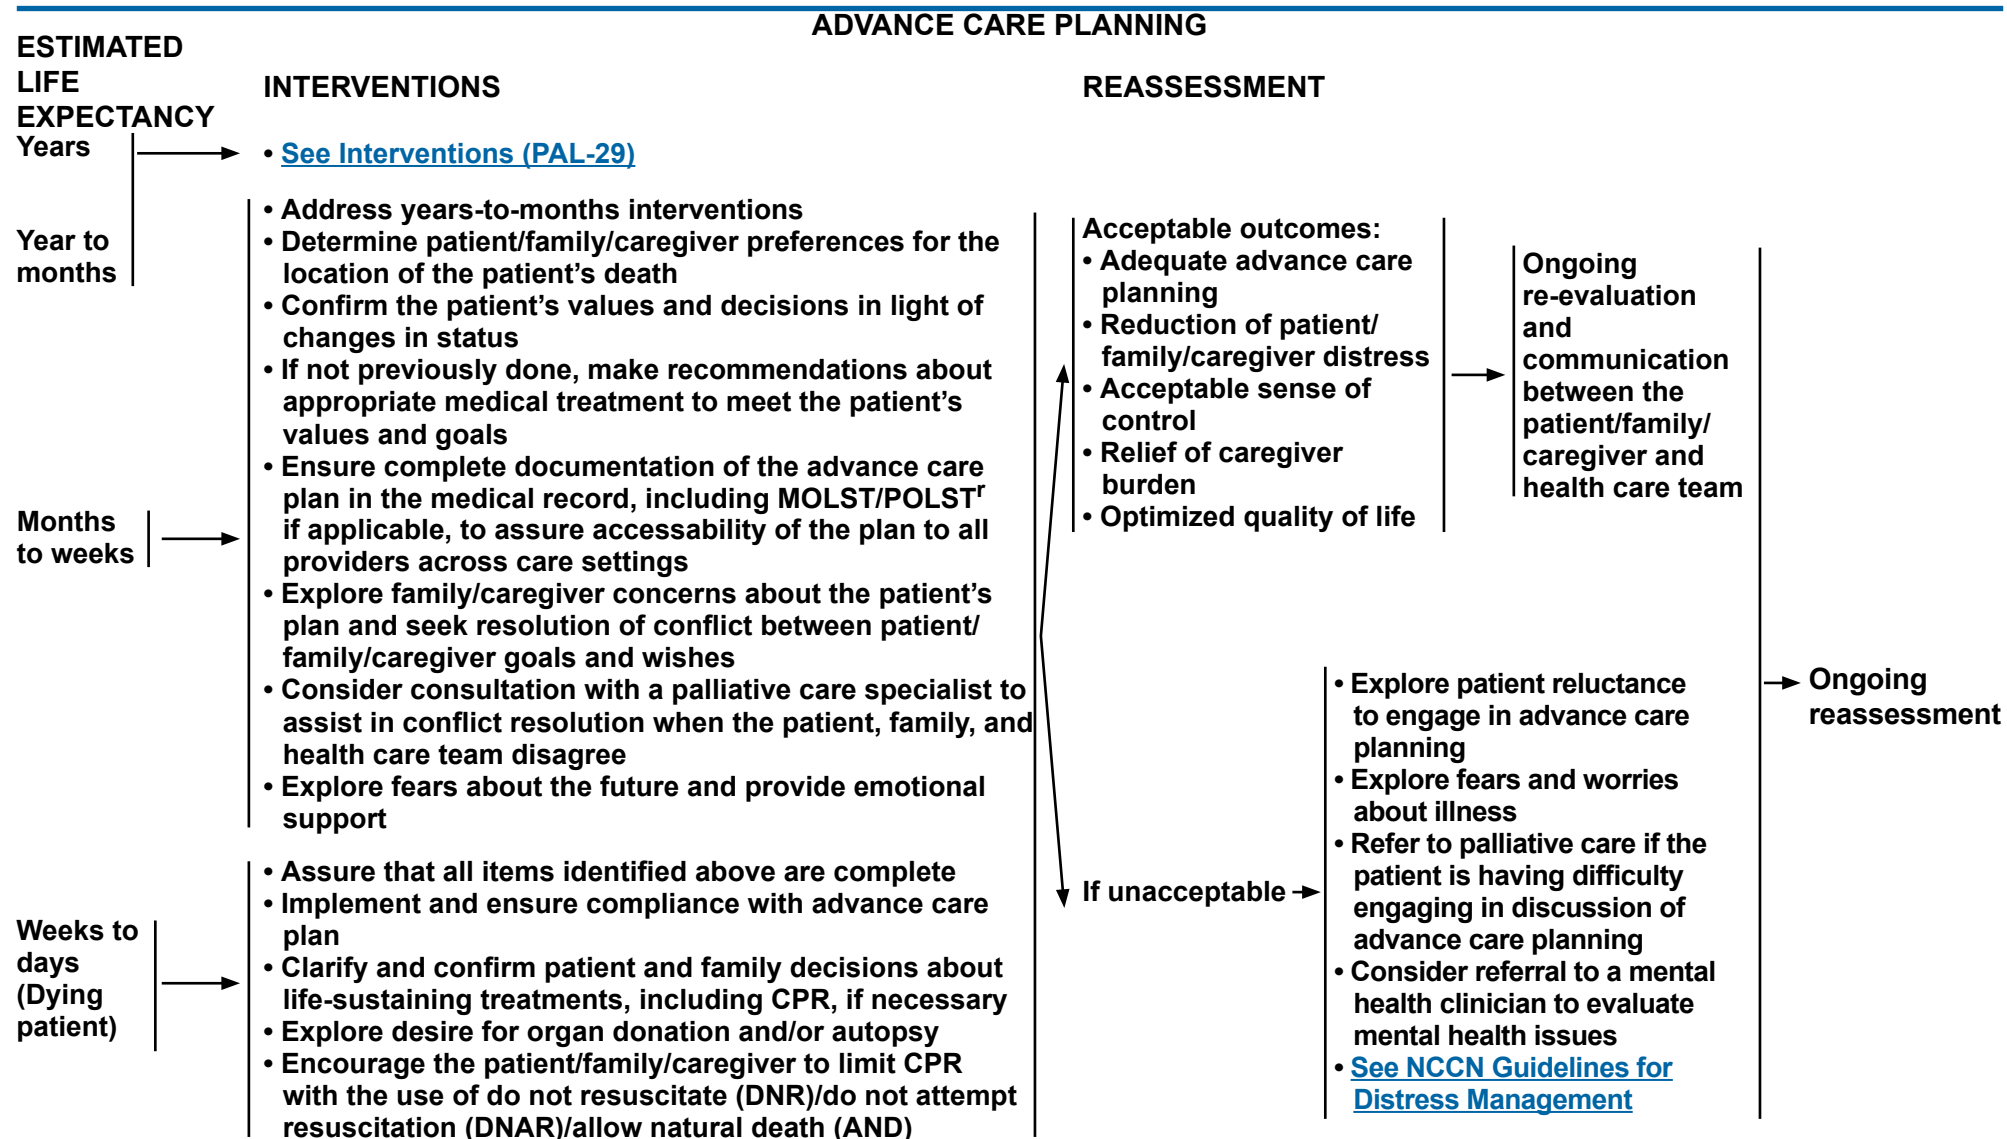 ADVANCE CARE PLANNING
ESTIMATED
LIFE
EXPECTANCY
INTERVENTIONS
REASSESSMENT
Years
• See Interventions (PAL-29)
Year to
months
• Address years-to-months interventions
• Determine patient/family/caregiver preferences for the
location of the patient’s death
• Confirm the patient’s values and decisions in light of
changes in status
• If not previously done, make recommendations about
appropriate medical treatment to meet the patient’s
values and goals
• Ensure complete documentation of the advance care
plan in the medical record, including MOLST/POLSTʳ
if applicable, to assure accessability of the plan to all
providers across care settings
• Explore family/caregiver concerns about the patient’s
plan and seek resolution of conflict between patient/
family/caregiver goals and wishes
• Consider consultation with a palliative care specialist to
assist in conflict resolution when the patient, family, and
health care team disagree
• Explore fears about the future and provide emotional
support
Months
to weeks
Weeks to
days
(Dying
patient)
• Assure that all items identified above are complete
• Implement and ensure compliance with advance care
plan
• Clarify and confirm patient and family decisions about
life-sustaining treatments, including CPR, if necessary
• Explore desire for organ donation and/or autopsy
• Encourage the patient/family/caregiver to limit CPR
with the use of do not resuscitate (DNR)/do not attempt
resuscitation (DNAR)/allow natural death (AND)
Acceptable outcomes:
• Adequate advance care
planning
• Reduction of patient/
family/caregiver distress
• Acceptable sense of
control
• Relief of caregiver
burden
• Optimized quality of life
Ongoing
re-evaluation
and
communication
between the
patient/family/
caregiver and
health care team
If unacceptable
• Explore patient reluctance
to engage in advance care
planning
• Explore fears and worries
about illness
• Refer to palliative care if the
patient is having difficulty
engaging in discussion of
advance care planning
• Consider referral to a mental
health clinician to evaluate
mental health issues
• See NCCN Guidelines for
Distress Management
Ongoing
reassessment